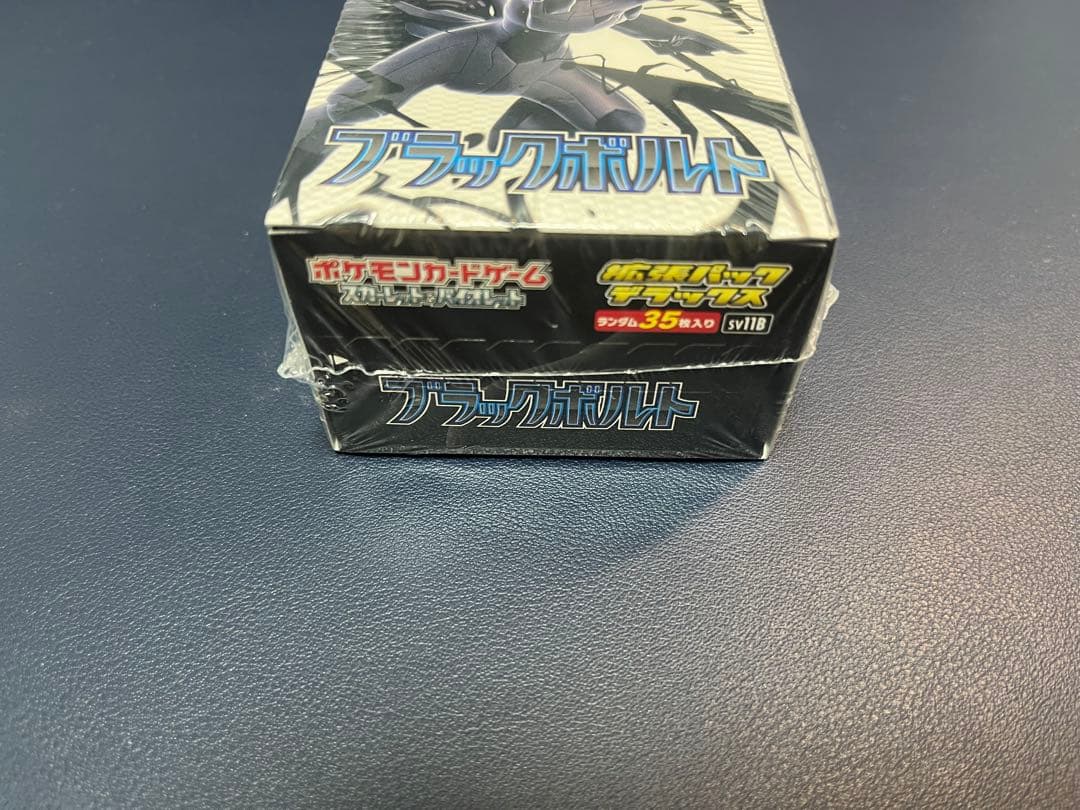 ブラックボルト
ポケモンカードゲーム
スカーレット&バイオレット
拡張パック
デラックス
ランダム35枚入り
sv11B
ブラックボルト